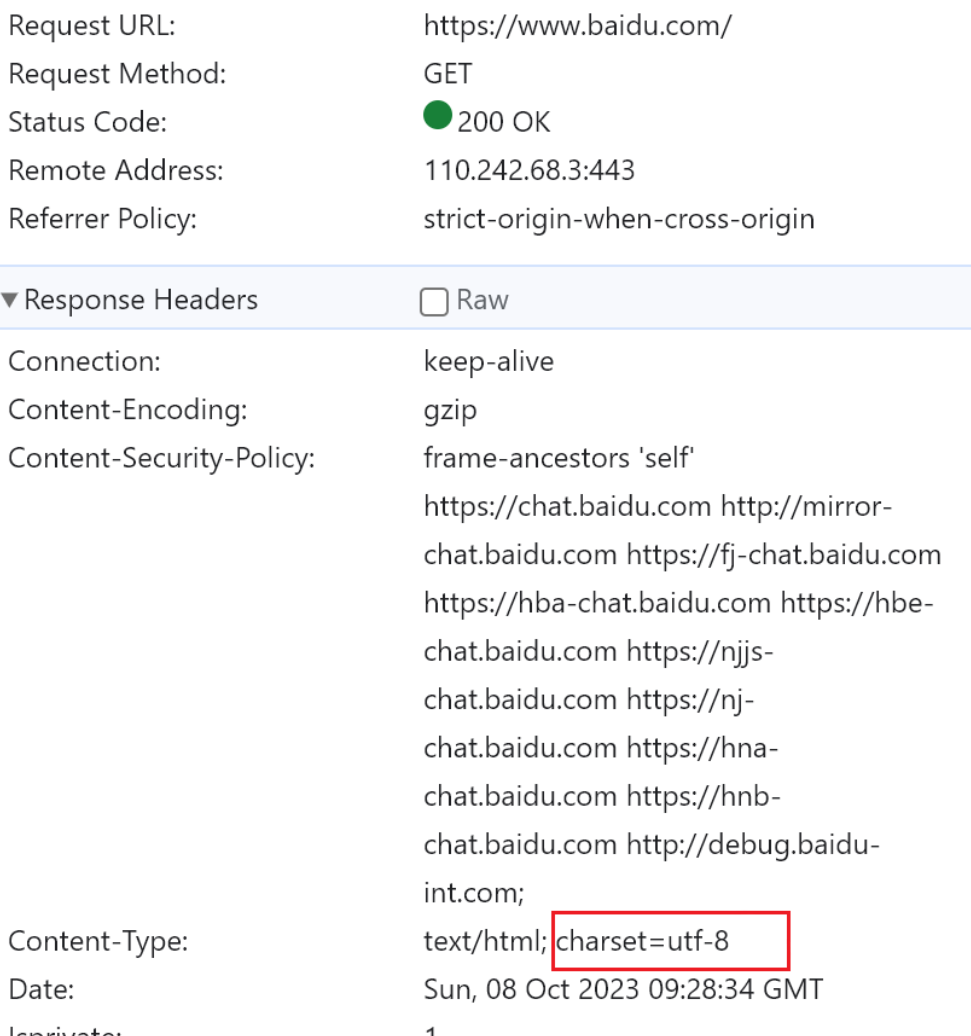 Request URL: https://www.baidu.com/
Request Method: GET
Status Code: 200 OK
Remote Address: 110.242.68.3:443
Referrer Policy: strict-origin-when-cross-origin
Response Headers Raw
Connection: keep-alive
Content-Encoding: gzip
Content-Security-Policy: frame-ancestors 'self'
https://chat.baidu.com http://mirror-
chat.baidu.com https://fj-chat.baidu.com
https://hba-chat.baidu.com https://hbe-
chat.baidu.com https://njjs-
chat.baidu.com https://nj-
chat.baidu.com https://hna-
chat.baidu.com https://hnb-
chat.baidu.com http://debug.baidu-
int.com;
Content-Type: text/html; charset=utf-8
Date: Sun, 08 Oct 2023 09:28:34 GMT